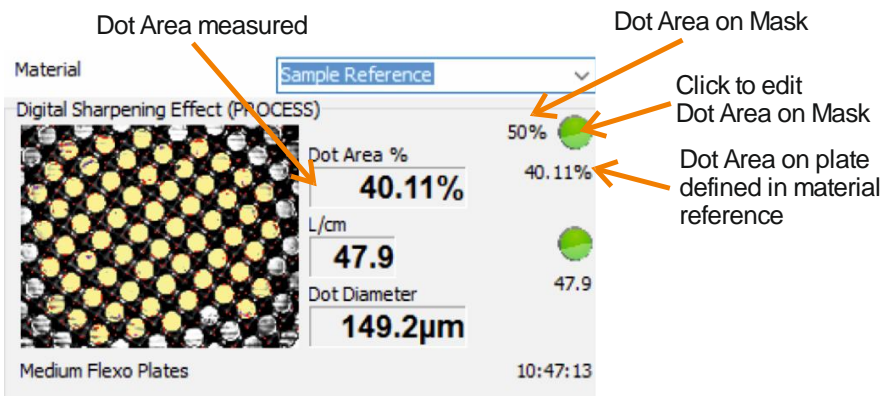 Dot Area measured
Dot Area on Mask
Material
Sample Reference
Click to edit
Dot Area on Mask
Digital Sharpening Effect (PROCESS)
50%
Dot Area %
40.11%
40.11%
Dot Area on plate
defined in material
reference
L/cm
47.9
47.9
Dot Diameter
149.2µm
Medium Flexo Plates
10:47:13